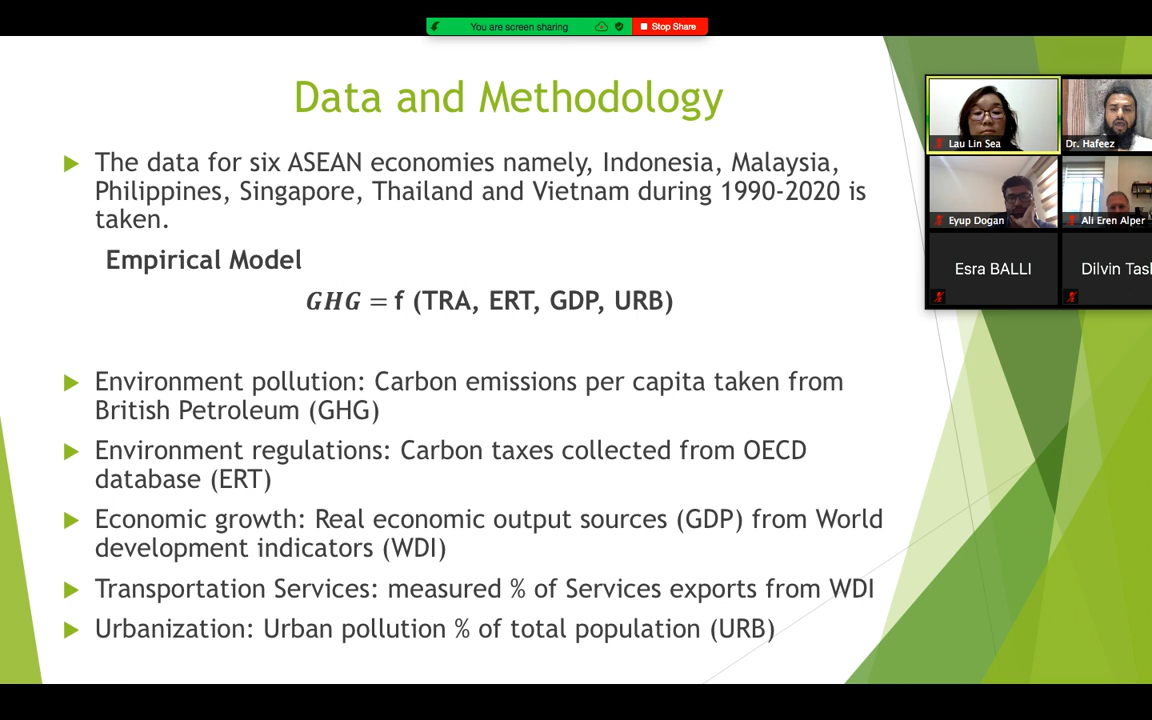 You are screen sharing
Stop Share
Data and Methodology
The data for six ASEAN economies namely, Indonesia, Malaysia,
Philippines, Singapore, Thailand and Vietnam during 1990-2020 is
taken.
Empirical Model
GHG = f (TRA, ERT, GDP, URB)
Environment pollution: Carbon emissions per capita taken from
British Petroleum (GHG)
Environment regulations: Carbon taxes collected from OECD
database (ERT)
Economic growth: Real economic output sources (GDP) from World
development indicators (WDI)
Transportation Services: measured % of Services exports from WDI
Urbanization: Urban pollution % of total population (URB)
Lau Lin Sea
Dr. Hafeez
Eyup Dogan
Ali Eren Alper
Esra BALLI
Dilvin